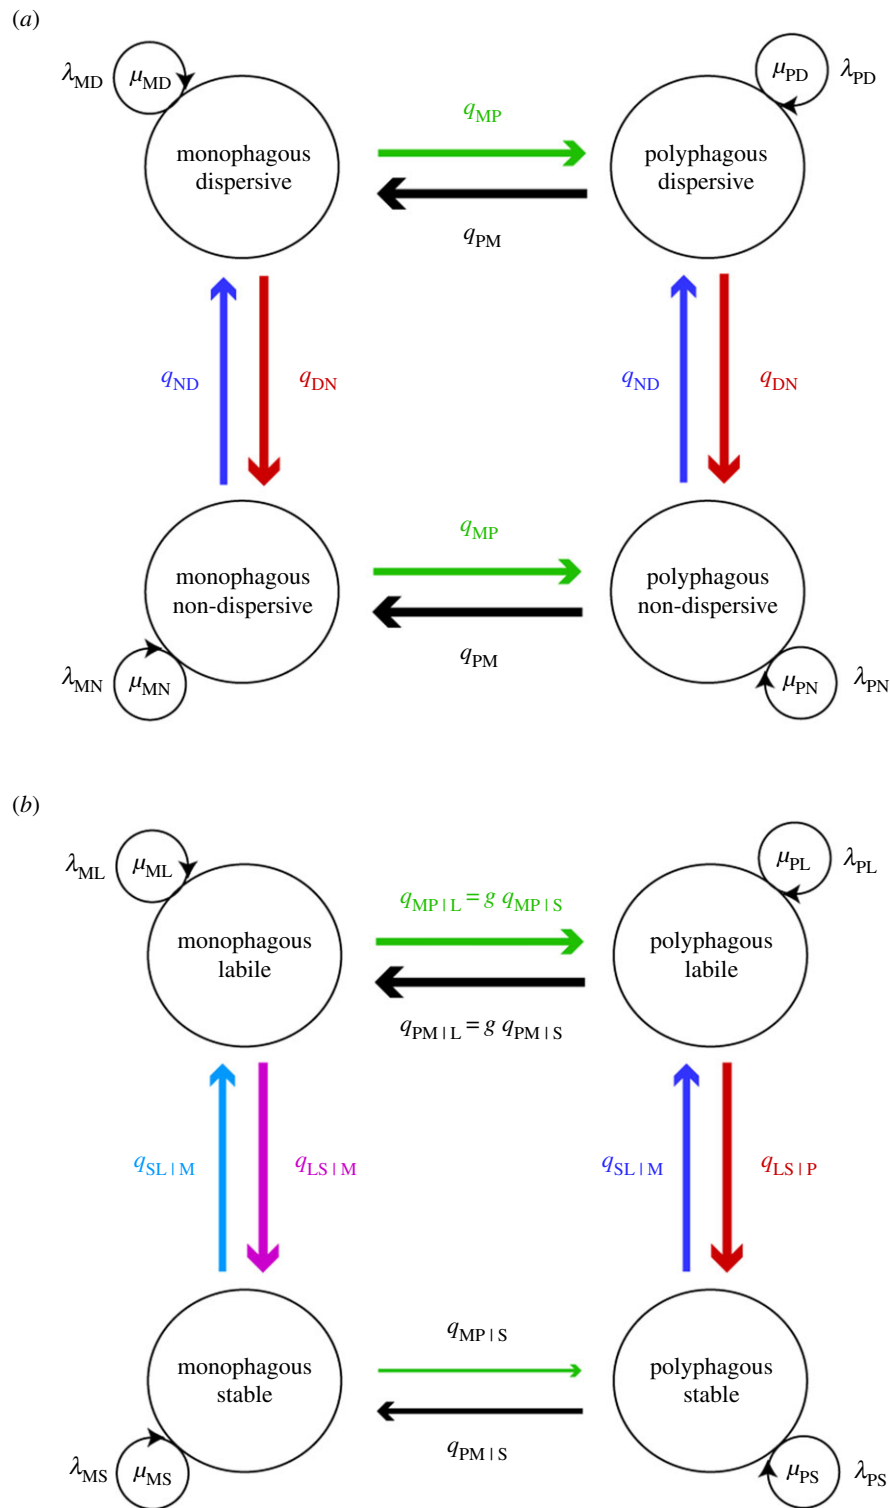 (a)
λMD μMD
μPD λPD
qMP
monophagous
dispersive
polyphagous
dispersive
qPM
qND qDN
qND qDN
qMP
monophagous
non-dispersive
polyphagous
non-dispersive
qPM
λMN μMN
μPN λPN
(b)
λML μML
μPL λPL
qMP|L = g qMP|S
monophagous
labile
polyphagous
labile
qPM|L = g qPM|S
qSL|M qLS|M
qSL|M qLS|P
qMP|S
monophagous
stable
polyphagous
stable
qPM|S
λMS μMS
μPS λPS